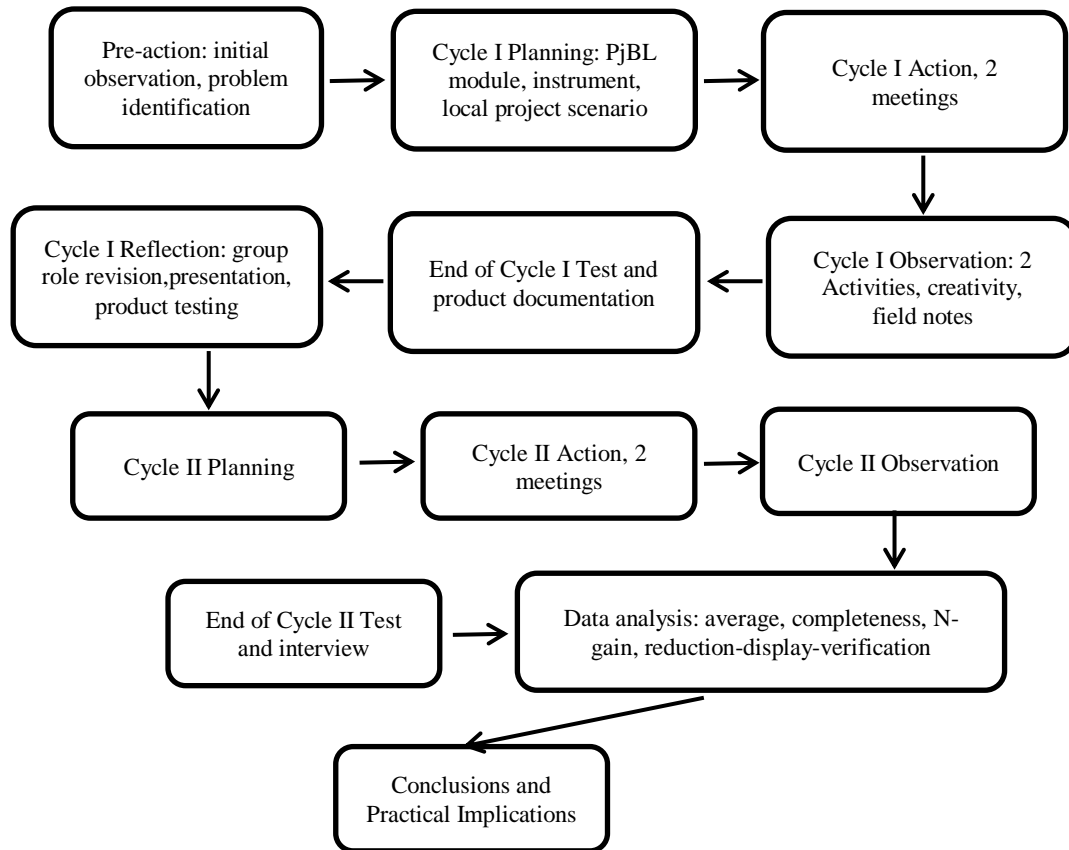 Pre-action: initial
observation, problem
identification
Cycle I Planning: PjBL
module, instrument,
local project scenario
Cycle I Action, 2
meetings
Cycle I Reflection: group
role revision,presentation,
product testing
End of Cycle I Test and
product documentation
Cycle I Observation: 2
Activities, creativity,
field notes
Cycle II Planning
Cycle II Action, 2
meetings
Cycle II Observation
End of Cycle II Test
and interview
Data analysis: average, completeness, N-
gain, reduction-display-verification
Conclusions and
Practical Implications